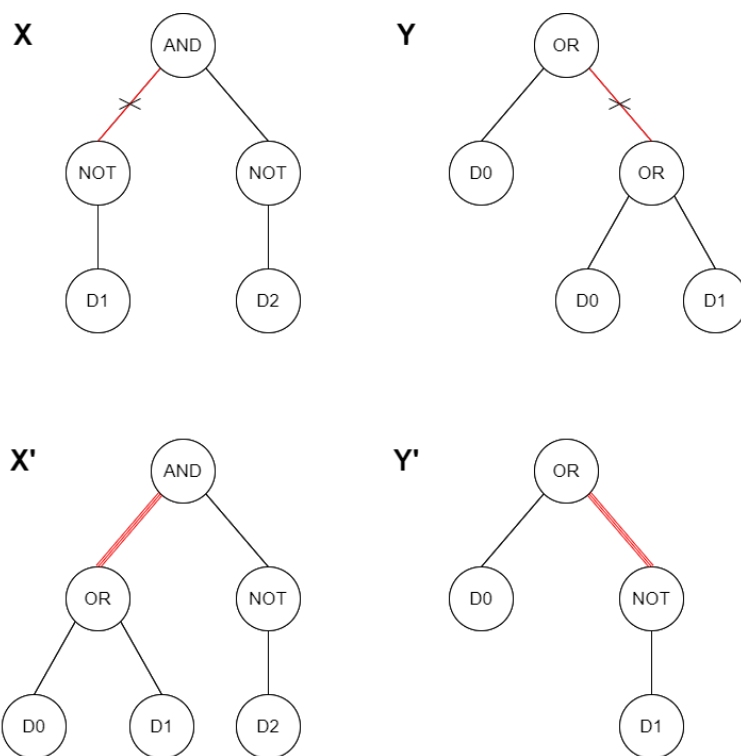 X AND Y OR
NOT NOT D0 OR
D1 D2 D0 D1
X' AND Y' OR
OR NOT D0 NOT
D0 D1 D2 D1